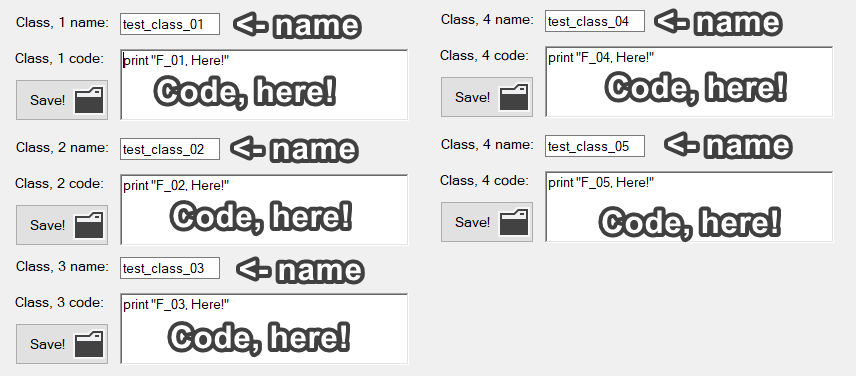 Class, 1 name: test_class_01 <- name
Class, 1 code: print "F_01, Here!"
Code, here!
Save!
Class, 2 name: test_class_02 <- name
Class, 2 code: print "F_02, Here!"
Code, here!
Save!
Class, 3 name: test_class_03 <- name
Class, 3 code: print "F_03, Here!"
Code, here!
Save!
Class, 4 name: test_class_04 <- name
Class, 4 code: print "F_04, Here!"
Code, here!
Save!
Class, 4 name: test_class_05 <- name
Class, 4 code: print "F_05, Here!"
Code, here!
Save!